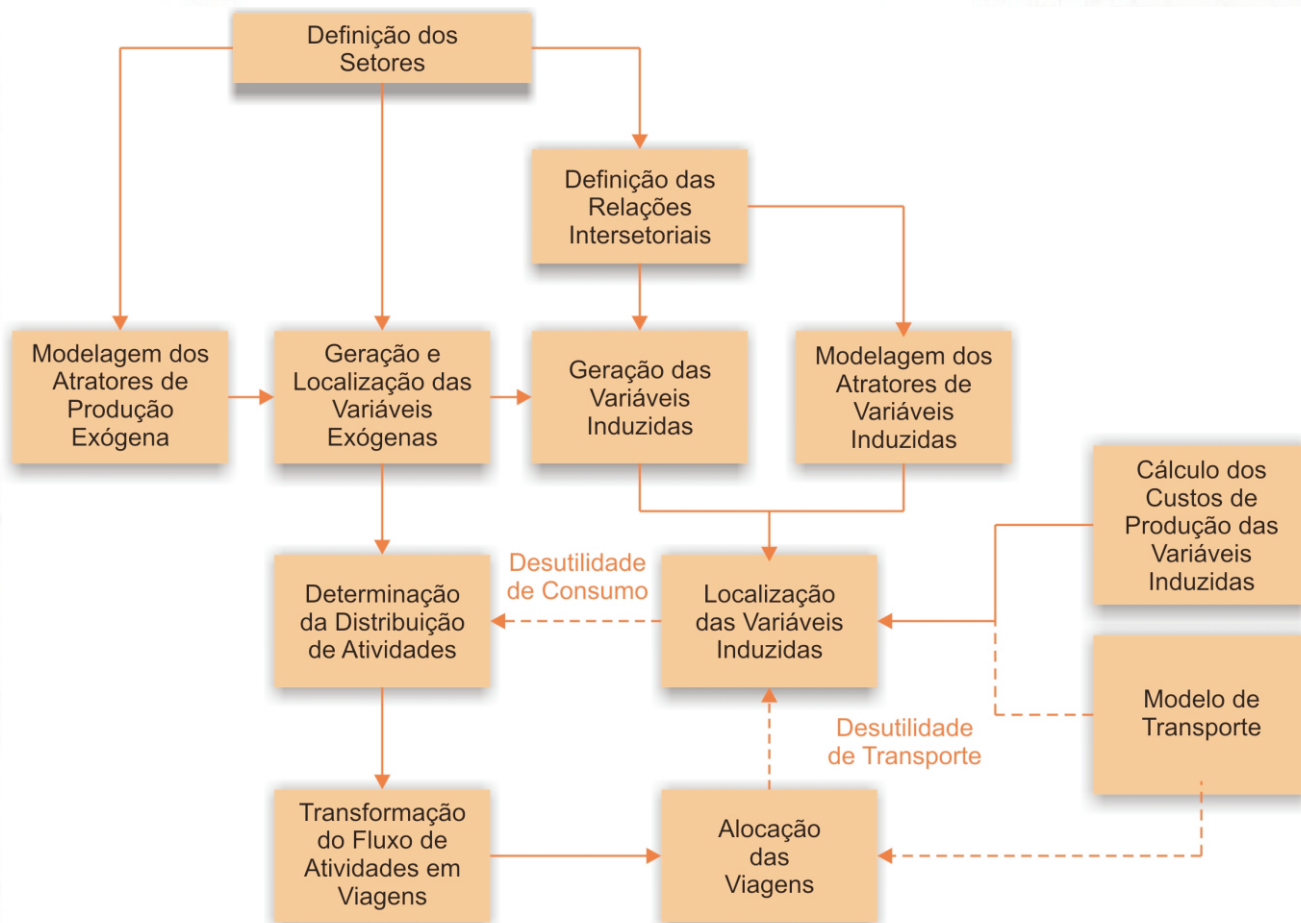 Definição dos
Setores
Definição das
Relações
Intersetoriais
Modelagem dos
Atratores de
Produção
Exógena
Geração e
Localização das
Variáveis
Exógenas
Geração das
Variáveis
Induzidas
Modelagem dos
Atratores de
Variáveis
Induzidas
Cálculo dos
Custos de
Produção das
Variáveis
Induzidas
Determinação
da Distribuição
de Atividades
Desutilidade
de Consumo
Localização
das Variáveis
Induzidas
Modelo de
Transporte
Desutilidade
de Transporte
Transformação
do Fluxo de
Atividades em
Viagens
Alocação
das
Viagens